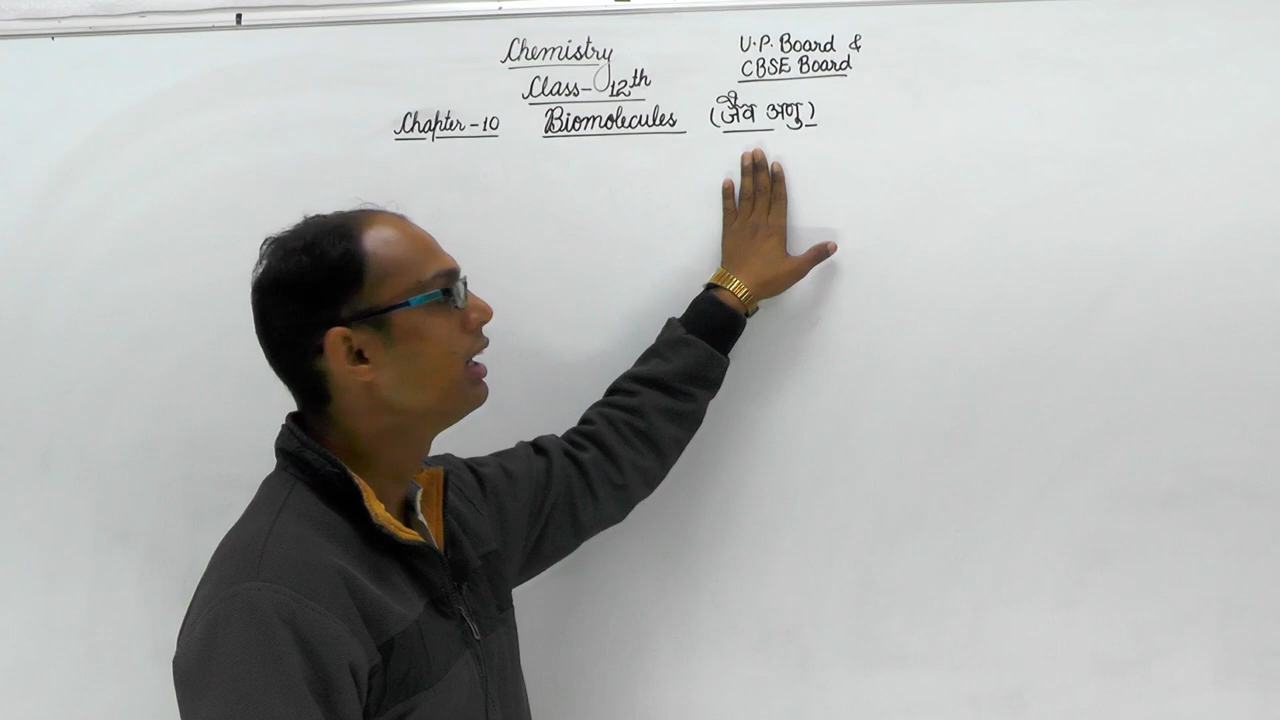 Chemistry
U.P. Board &
CBSE Board
Class- 12th
Chapter-10 Biomolecules (जैव अणु)